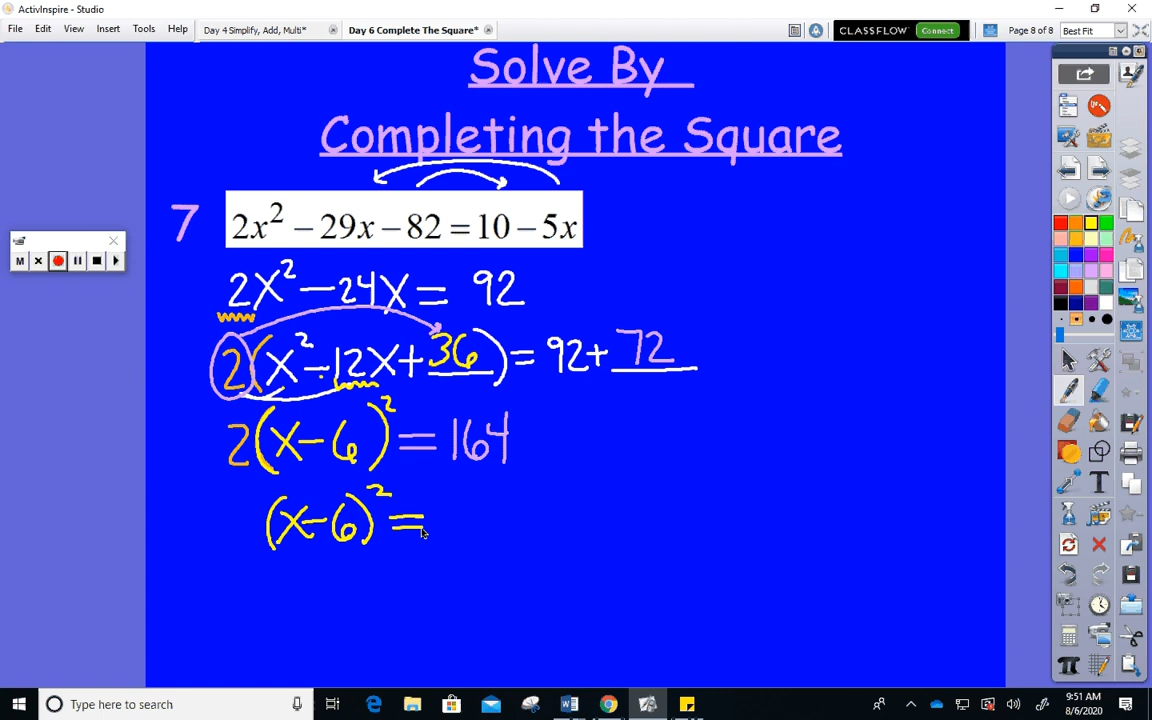 ActivInspire - Studio
File Edit View Insert Tools Help
Day 4 Simplify, Add, Multi*
Day 6 Complete The Square*
CLASSFLOW Connect
Page 8 of 8
Best Fit
Solve By
Completing the Square
7
2x² − 29x − 82 = 10 − 5x
2x² − 24x = 92
2(x² − 12x + 36) = 92 + 72
2(x − 6)² = 164
(x − 6)² =
M
T
Type here to search
9:51 AM
8/6/2020